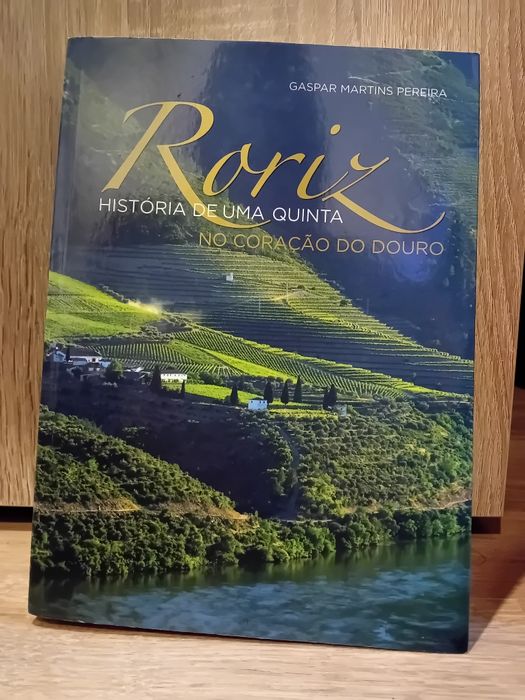 GASPAR MARTINS PEREIRA
Roriz
HISTÓRIA DE UMA QUINTA
NO CORAÇÃO DO DOURO